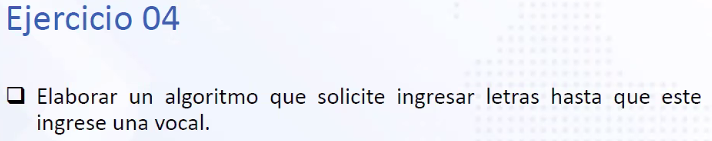 Ejercicio 04
❑ Elaborar un algoritmo que solicite ingresar letras hasta que este
ingrese una vocal.